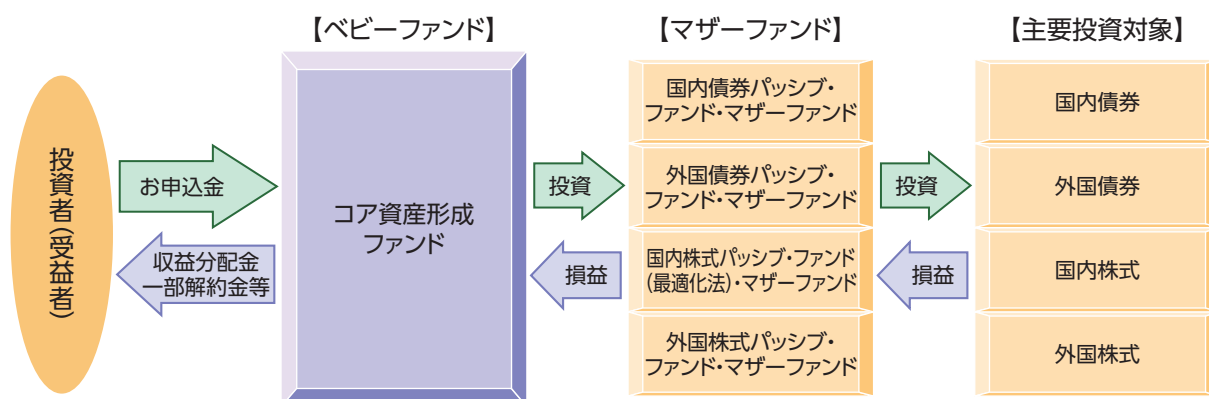 【ベビーファンド】
【マザーファンド】
【主要投資対象】
投資者(受益者)
お申込金
収益分配金
一部解約金等
コア資産形成
ファンド
投資
損益
国内債券パッシブ・
ファンド・マザーファンド
外国債券パッシブ・
ファンド・マザーファンド
国内株式パッシブ・ファンド
(最適化法)・マザーファンド
外国株式パッシブ・
ファンド・マザーファンド
投資
損益
国内債券
外国債券
国内株式
外国株式